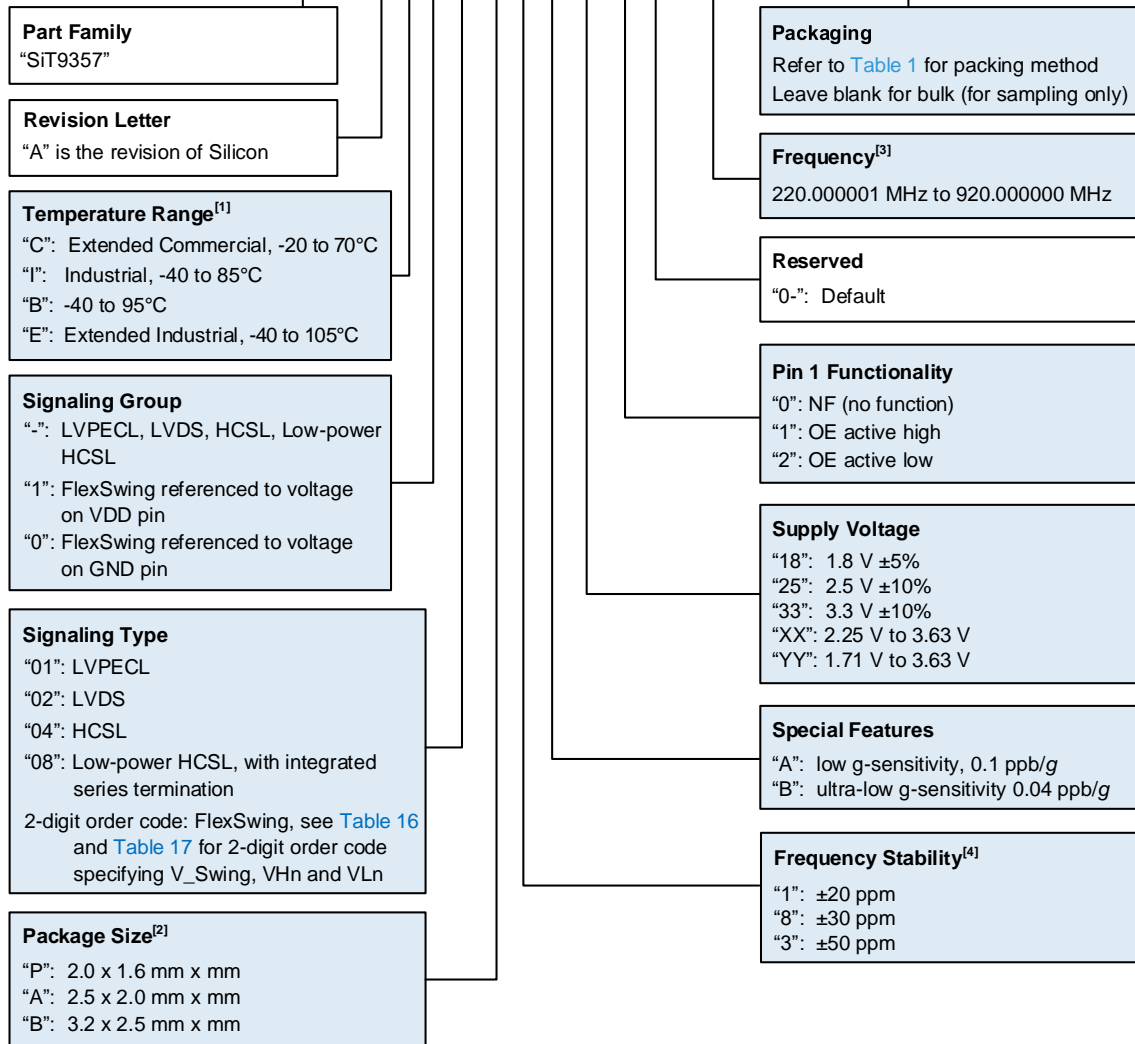 Part Family
“SiT9357”
Revision Letter
“A” is the revision of Silicon
Temperature Range[1]
“C”: Extended Commercial, -20 to 70°C
“I”: Industrial, -40 to 85°C
“B”: -40 to 95°C
“E”: Extended Industrial, -40 to 105°C
Signaling Group
“-”: LVPECL, LVDS, HCSL, Low-power
HCSL
“1”: FlexSwing referenced to voltage
on VDD pin
“0”: FlexSwing referenced to voltage
on GND pin
Signaling Type
“01”: LVPECL
“02”: LVDS
“04”: HCSL
“08”: Low-power HCSL, with integrated
series termination
2-digit order code: FlexSwing, see Table 16
and Table 17 for 2-digit order code
specifying V_Swing, VHn and VLn
Package Size[2]
“P”: 2.0 x 1.6 mm x mm
“A”: 2.5 x 2.0 mm x mm
“B”: 3.2 x 2.5 mm x mm
Packaging
Refer to Table 1 for packing method
Leave blank for bulk (for sampling only)
Frequency[3]
220.000001 MHz to 920.000000 MHz
Reserved
“0-”: Default
Pin 1 Functionality
“0”: NF (no function)
“1”: OE active high
“2”: OE active low
Supply Voltage
“18”: 1.8 V ±5%
“25”: 2.5 V ±10%
“33”: 3.3 V ±10%
“XX”: 2.25 V to 3.63 V
“YY”: 1.71 V to 3.63 V
Special Features
“A”: low g-sensitivity, 0.1 ppb/g
“B”: ultra-low g-sensitivity 0.04 ppb/g
Frequency Stability[4]
“1”: ±20 ppm
“8”: ±30 ppm
“3”: ±50 ppm